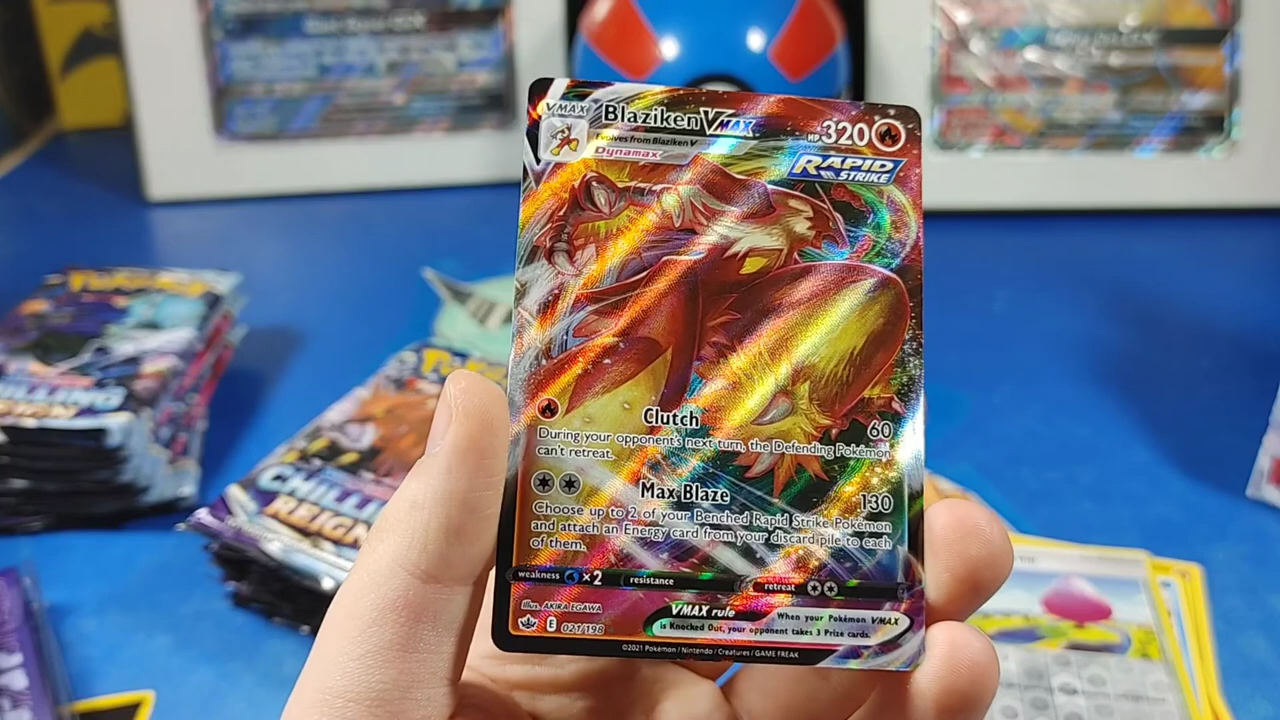 VMAX
Blaziken VMAX
HP 320
Evolves from Blaziken V
Dynamax
RAPID
STRIKE
Clutch 60
During your opponent's next turn, the Defending Pokémon
can't retreat.
Max Blaze 130
Choose up to 2 of your Benched Rapid Strike Pokémon
and attach an Energy card from your discard pile to each
of them.
weakness ×2 resistance retreat
Illus. AKIRA EGAWA
E 021/198
VMAX rule
When your Pokémon VMAX
is Knocked Out, your opponent takes 3 Prize cards.
©2021 Pokémon / Nintendo / Creatures / GAME FREAK
CHILLING
REIGN